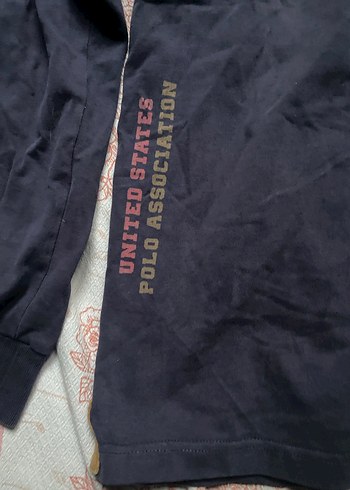 UNITED STATES
POLO ASSOCIATION